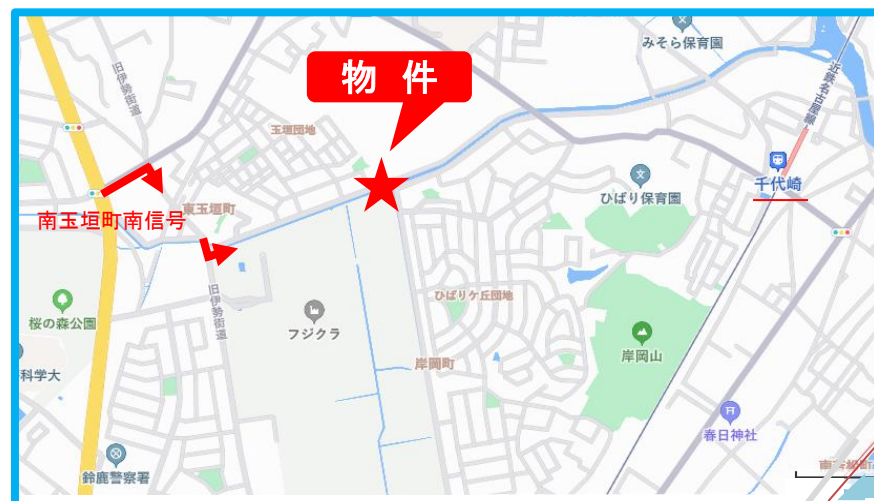 みそら保育園
旧伊勢街道
近鉄名古屋線
物 件
玉垣団地
千代崎
ひばり保育園
東玉垣町
南玉垣町南信号
旧伊勢街道
ひばりケ丘団地
桜の森公園
フジクラ
岸岡町
岸岡山
科学大
春日神社
鈴鹿警察署